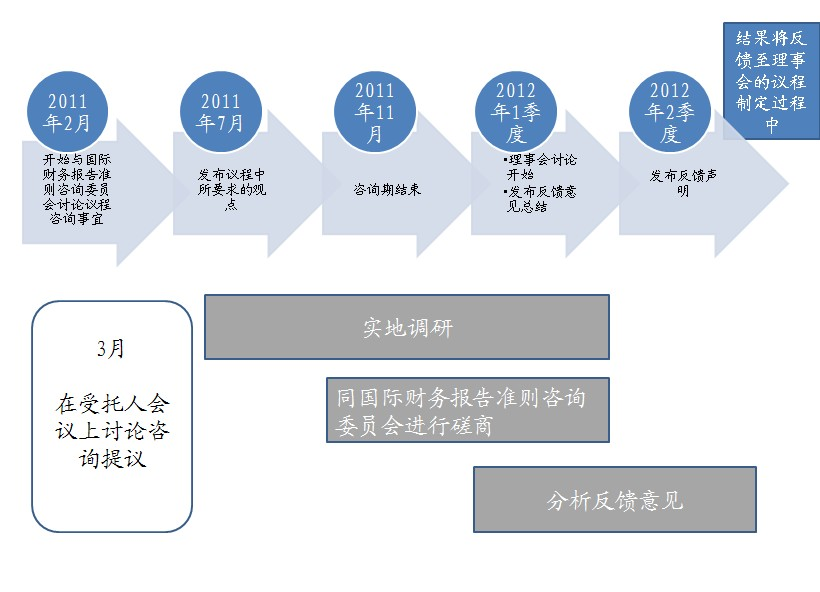 结果将反
馈至理事
会的议程
制定过程
中
2011
年2月
2011
年7月
2011
年11
月
2012
年1季
度
2012
年2季
度
开始与国际
财务报告准
则咨询委员
会讨论议程
咨询事宜
发布议程中
所要求的观
点
咨询期结束
•理事会讨论
开始
•发布反馈意
见总结
发布反馈声
明
3月
在受托人会
议上讨论咨
询提议
实地调研
同国际财务报告准则咨询
委员会进行磋商
分析反馈意见